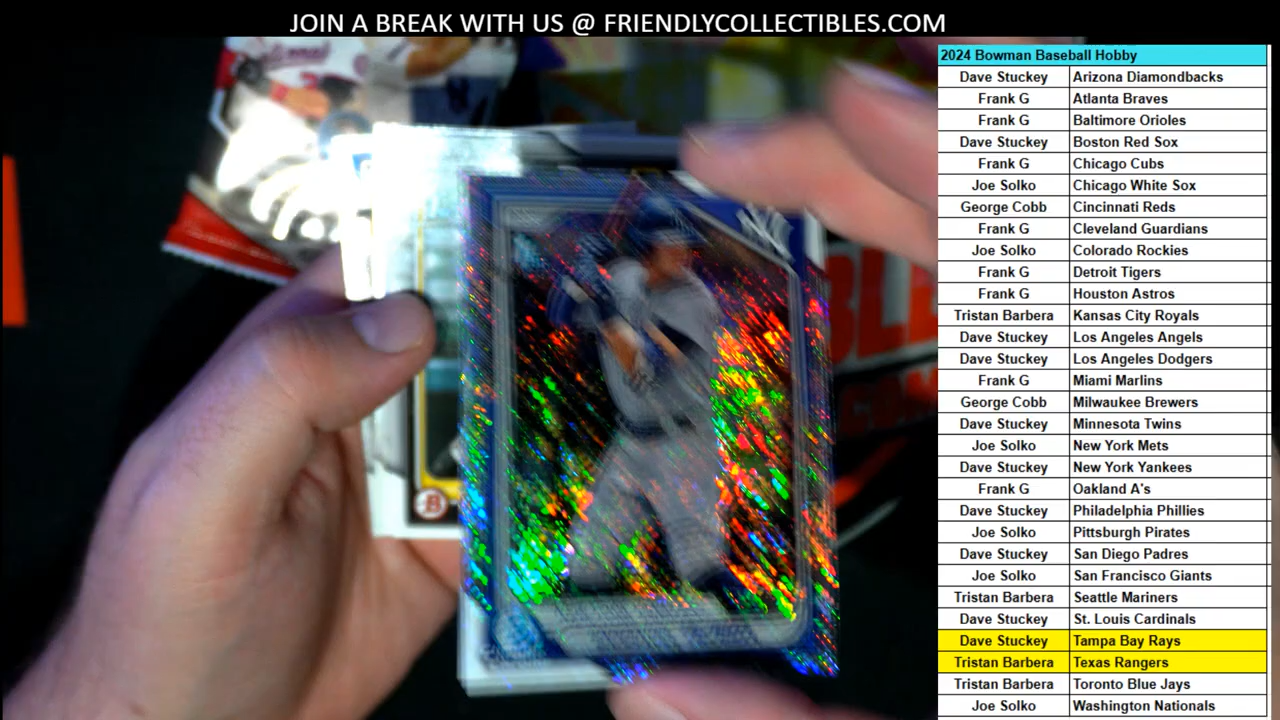 JOIN A BREAK WITH US @ FRIENDLYCOLLECTIBLES.COM
2024 Bowman Baseball Hobby
Dave Stuckey Arizona Diamondbacks
Frank G Atlanta Braves
Frank G Baltimore Orioles
Dave Stuckey Boston Red Sox
Frank G Chicago Cubs
Joe Solko Chicago White Sox
George Cobb Cincinnati Reds
Frank G Cleveland Guardians
Joe Solko Colorado Rockies
Frank G Detroit Tigers
Frank G Houston Astros
Tristan Barbera Kansas City Royals
Dave Stuckey Los Angeles Angels
Dave Stuckey Los Angeles Dodgers
Frank G Miami Marlins
George Cobb Milwaukee Brewers
Dave Stuckey Minnesota Twins
Joe Solko New York Mets
Dave Stuckey New York Yankees
Frank G Oakland A's
Dave Stuckey Philadelphia Phillies
Joe Solko Pittsburgh Pirates
Dave Stuckey San Diego Padres
Joe Solko San Francisco Giants
Tristan Barbera Seattle Mariners
Dave Stuckey St. Louis Cardinals
Dave Stuckey Tampa Bay Rays
Tristan Barbera Texas Rangers
Tristan Barbera Toronto Blue Jays
Joe Solko Washington Nationals
NY
B